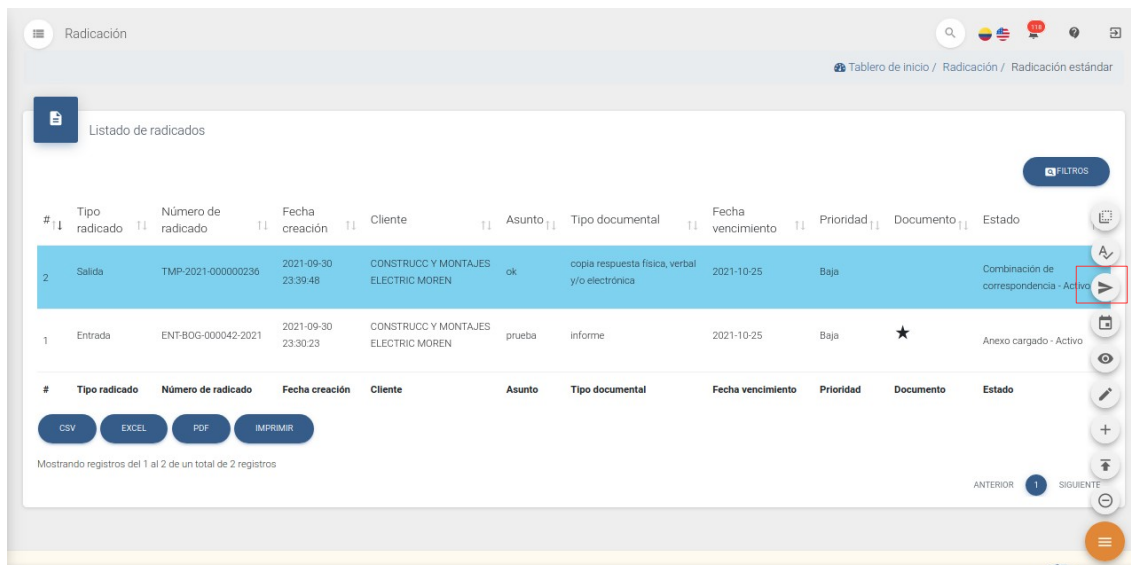 Radicación
118
Tablero de inicio / Radicación / Radicación estándar
Listado de radicados
FILTROS
# Tipo radicado Número de radicado Fecha creación Cliente Asunto Tipo documental Fecha vencimiento Prioridad Documento Estado
2 Salida TMP-2021-000000236 2021-09-30 23:39:48 CONSTRUCC Y MONTAJES ELECTRIC MOREN ok copia respuesta física, verbal y/o electrónica 2021-10-25 Baja Combinación de correspondencia - Activo
1 Entrada ENT-BOG-000042-2021 2021-09-30 23:30:23 CONSTRUCC Y MONTAJES ELECTRIC MOREN prueba informe 2021-10-25 Baja Anexo cargado - Activo
# Tipo radicado Número de radicado Fecha creación Cliente Asunto Tipo documental Fecha vencimiento Prioridad Documento Estado
CSV EXCEL PDF IMPRIMIR
Mostrando registros del 1 al 2 de un total de 2 registros
ANTERIOR 1 SIGUIENTE